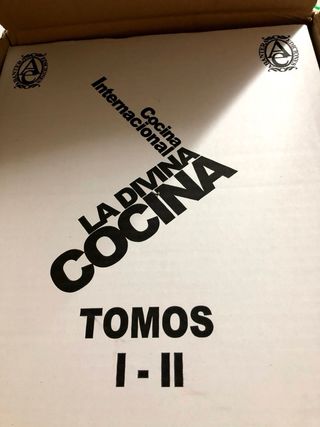 Cocina
Internacional
LA DIVINA
COCINA
TOMOS
I - II